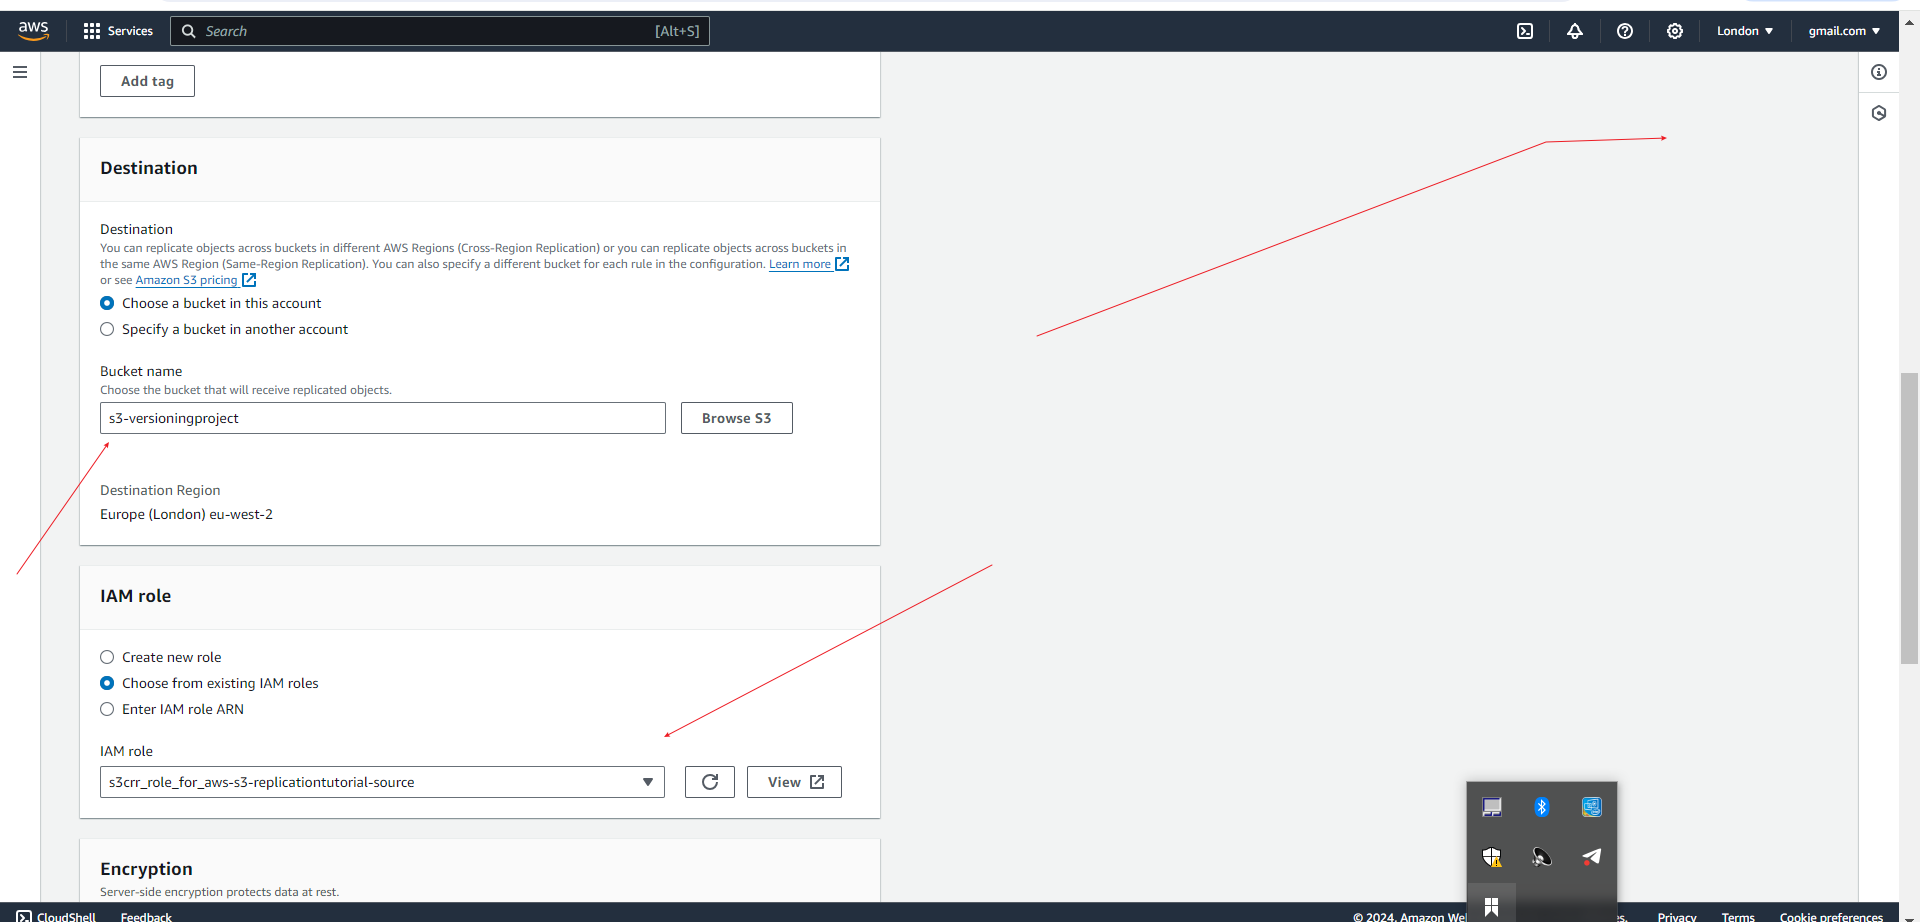 aws
Services
Search
[Alt+S]
London
gmail.com
Add tag
Destination
Destination
You can replicate objects across buckets in different AWS Regions (Cross-Region Replication) or you can replicate objects across buckets in
the same AWS Region (Same-Region Replication). You can also specify a different bucket for each rule in the configuration. Learn more
or see Amazon S3 pricing
Choose a bucket in this account
Specify a bucket in another account
Bucket name
Choose the bucket that will receive replicated objects.
s3-versioningproject
Browse S3
Destination Region
Europe (London) eu-west-2
IAM role
Create new role
Choose from existing IAM roles
Enter IAM role ARN
IAM role
s3crr_role_for_aws-s3-replicationtutorial-source
View
Encryption
Server-side encryption protects data at rest.
CloudShell
Feedback
© 2024, Amazon We
s.
Privacy
Terms
Cookie preferences